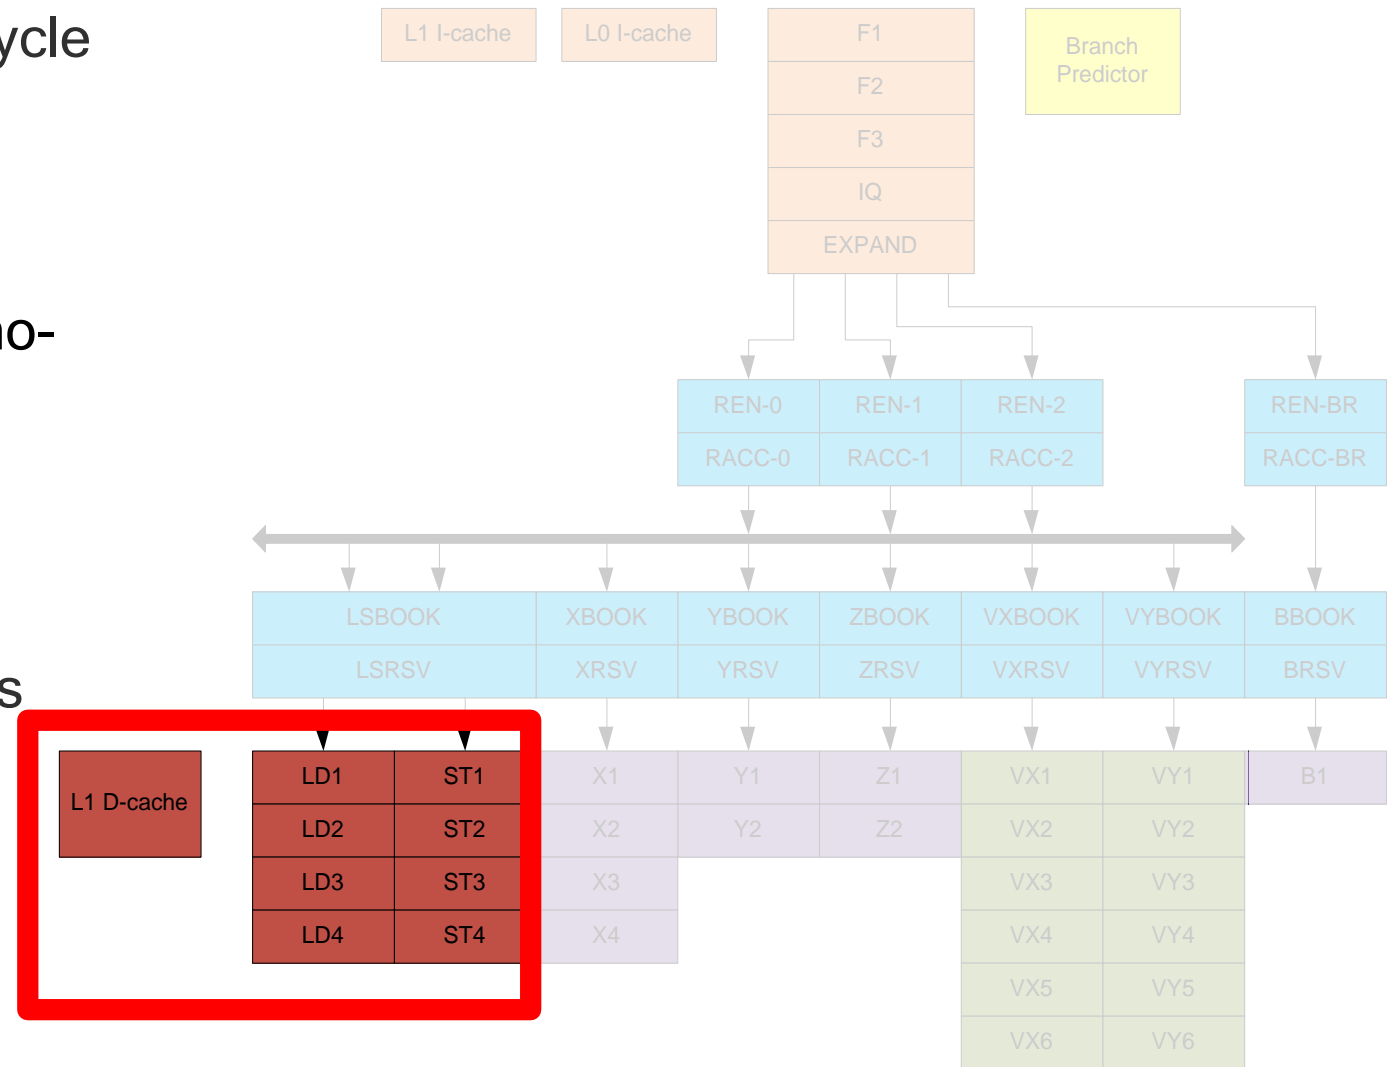 ycle
L1 I-cache L0 I-cache F1 Branch Predictor
F2
F3
IQ
EXPAND
no-
REN-0 REN-1 REN-2 REN-BR
RACC-0 RACC-1 RACC-2 RACC-BR
LSBOOK XBOOK YBOOK ZBOOK VXBOOK VYBOOK BBOOK
LSRSV XRSV YRSV ZRSV VXRSV VYRSV BRSV
s
L1 D-cache LD1 ST1 X1 Y1 Z1 VX1 VY1 B1
LD2 ST2 X2 Y2 Z2 VX2 VY2
LD3 ST3 X3 VX3 VY3
LD4 ST4 X4 VX4 VY4
VX5 VY5
VX6 VY6